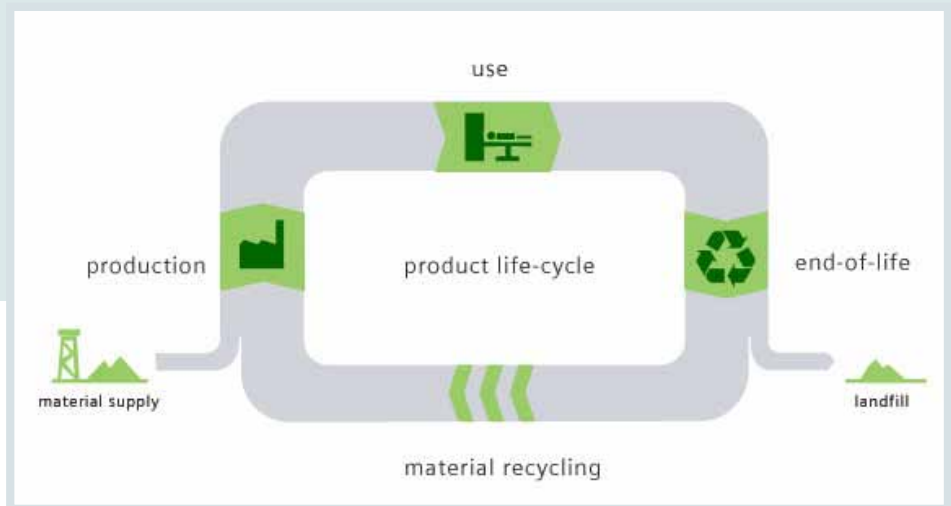 use
production
product life-cycle
end-of-life
material supply
landfill
material recycling